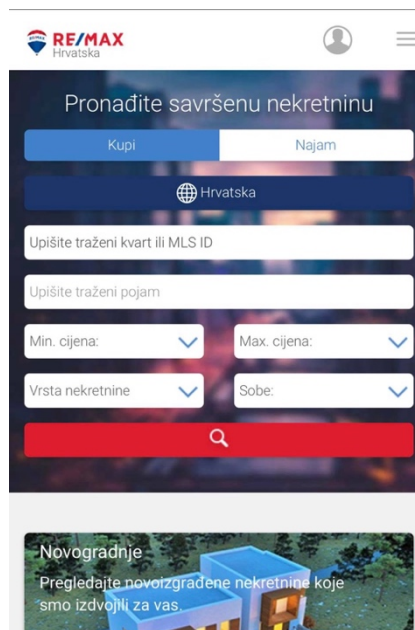 RE/MAX
Hrvatska
Pronađite savršenu nekretninu
Kupi
Najam
Hrvatska
Upišite traženi kvart ili MLS ID
Upišite traženi pojam
Min. cijena:
Max. cijena:
Vrsta nekretnine
Sobe:
Novogradnje
Pregledajte novoizgrađene nekretnine koje
smo izdvojili za vas.